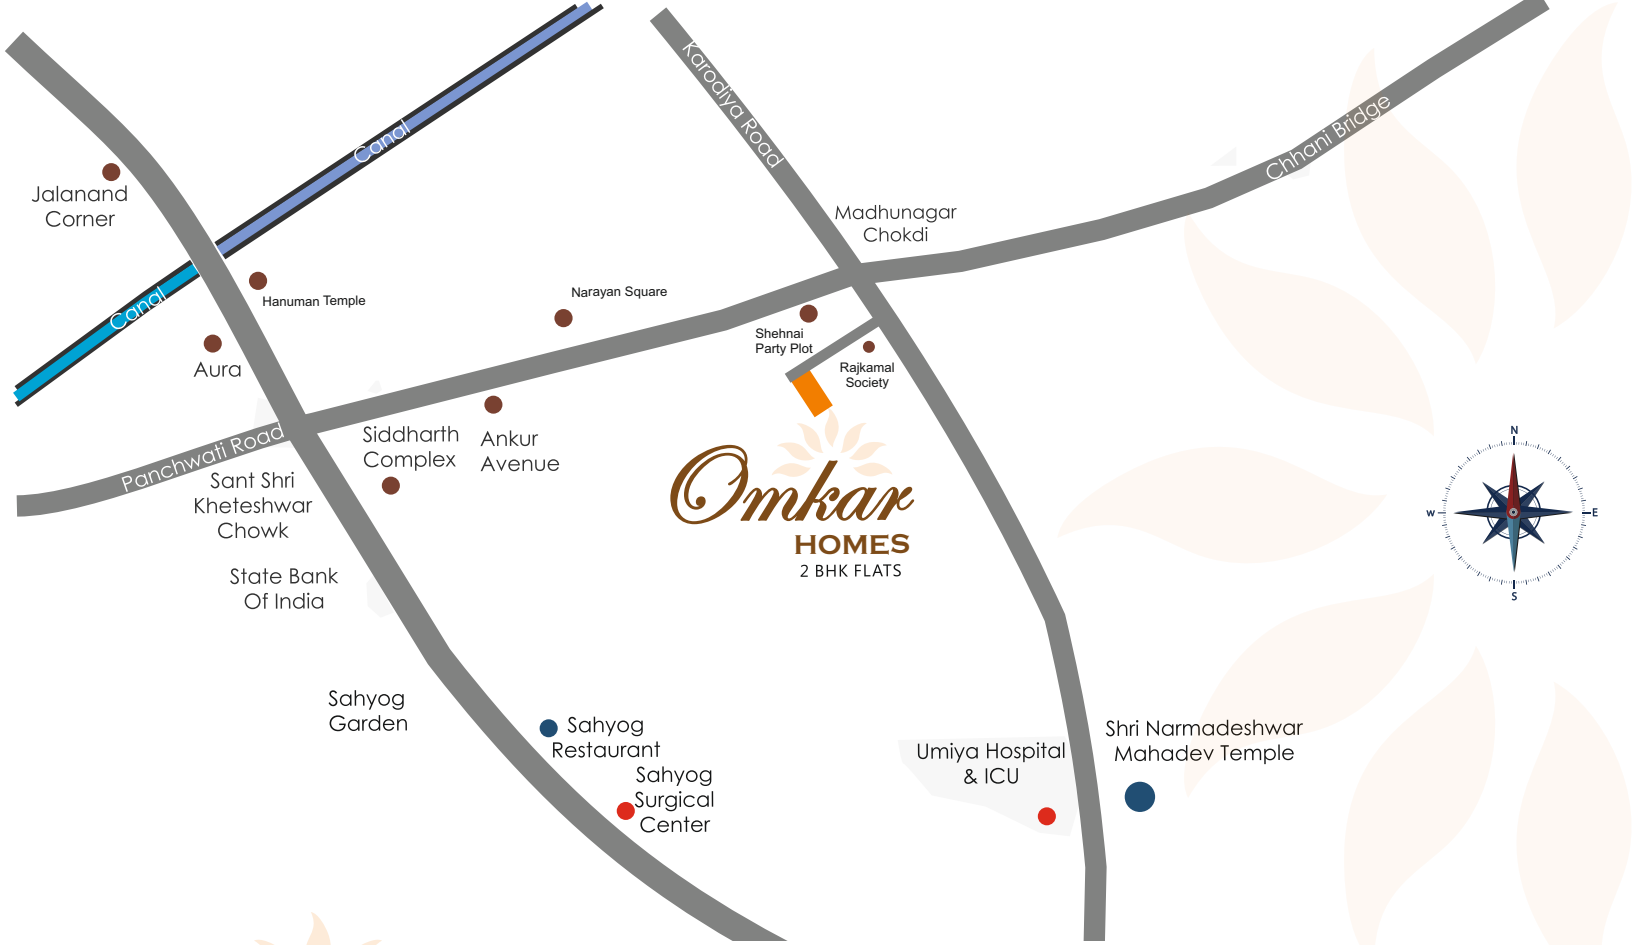 Karodiya Road
Chhani Bridge
Canal
Jalanand
Corner
Madhunagar
Chokdi
Canal
Hanuman Temple
Narayan Square
Aura
Shehnai
Party Plot
Rajkamal
Society
Panchwati Road
Siddharth
Complex
Ankur
Avenue
Sant Shri
Kheteshwar
Chowk
Omkar
HOMES
2 BHK FLATS
N
W
E
S
State Bank
Of India
Sahyog
Garden
Sahyog
Restaurant
Sahyog
Surgical
Center
Umiya Hospital
& ICU
Shri Narmadeshwar
Mahadev Temple